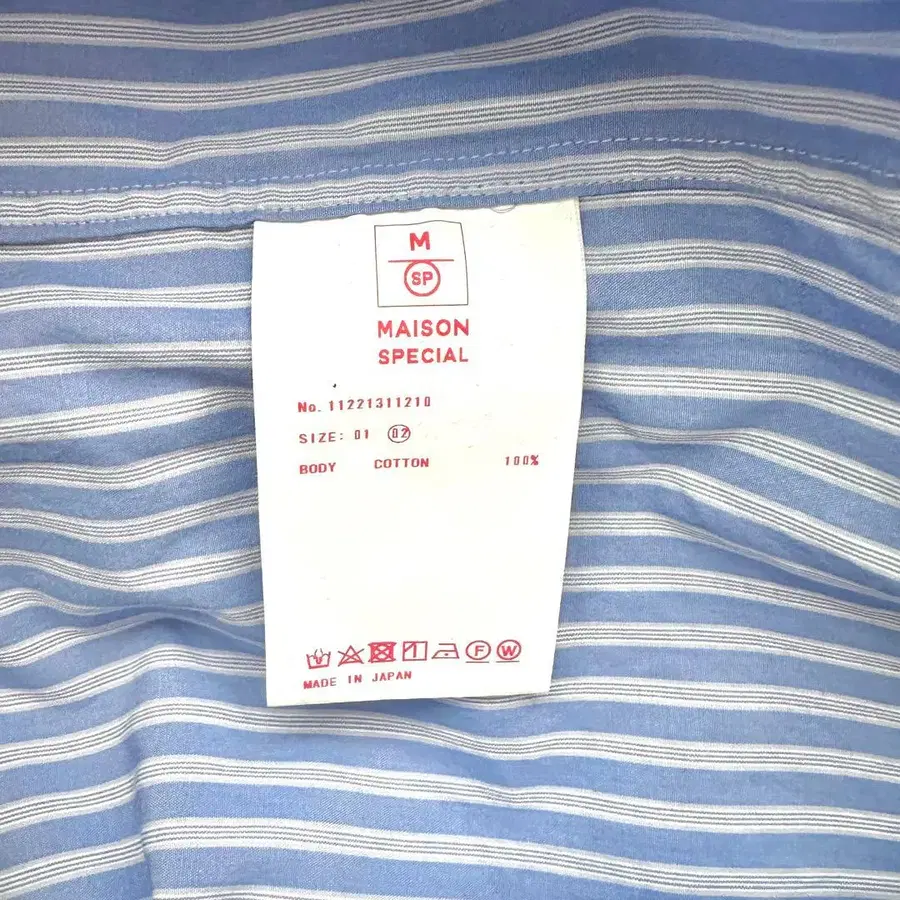 M
SP
MAISON
SPECIAL
No. 11221311210
SIZE: 01 02
BODY COTTON 100%
F W
MADE IN JAPAN